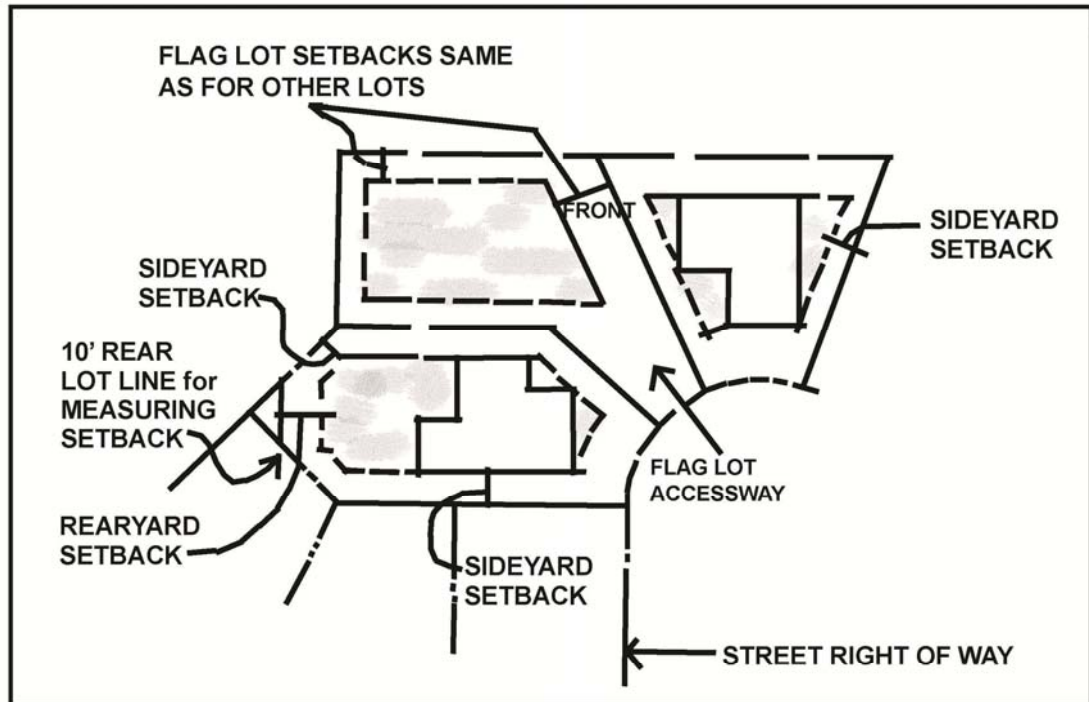 FLAG LOT SETBACKS SAME
AS FOR OTHER LOTS
FRONT
SIDEYARD
SETBACK
SIDEYARD
SETBACK
10' REAR
LOT LINE for
MEASURING
SETBACK
FLAG LOT
ACCESSWAY
REARYARD
SETBACK
SIDEYARD
SETBACK
STREET RIGHT OF WAY